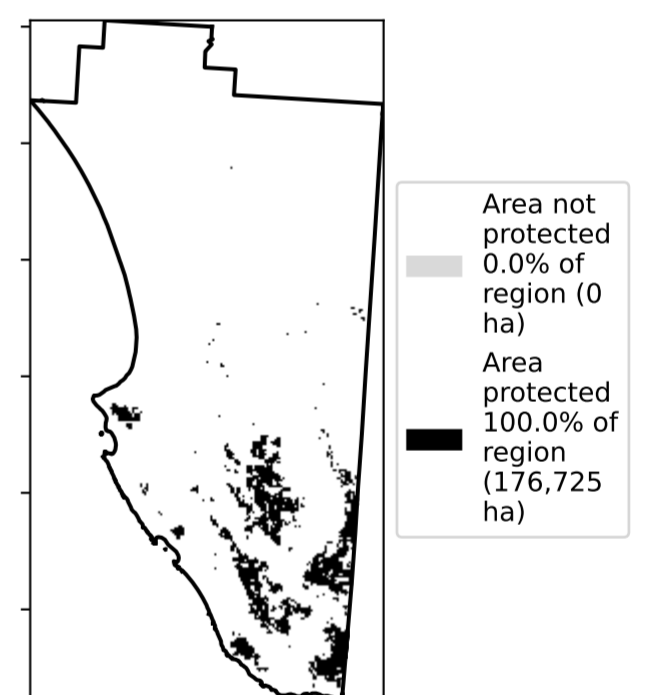 Area not
protected
0.0% of
region (0
ha)
Area
protected
100.0% of
region
(176,725
ha)